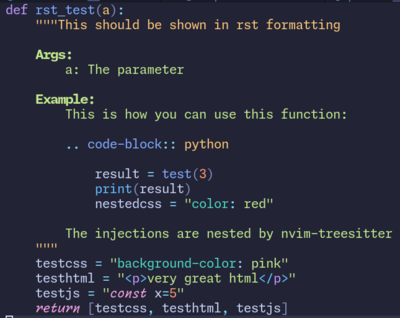 def rst_test(a):
    """This should be shown in rst formatting

    Args:
        a: The parameter

    Example:
        This is how you can use this function:

        .. code-block:: python

            result = test(3)
            print(result)
            nestedcss = "color: red"

        The injections are nested by nvim-treesitter
    """
    testcss = "background-color: pink"
    testhtml = "<p>very great html</p>"
    testjs = "const x=5"
    return [testcss, testhtml, testjs]